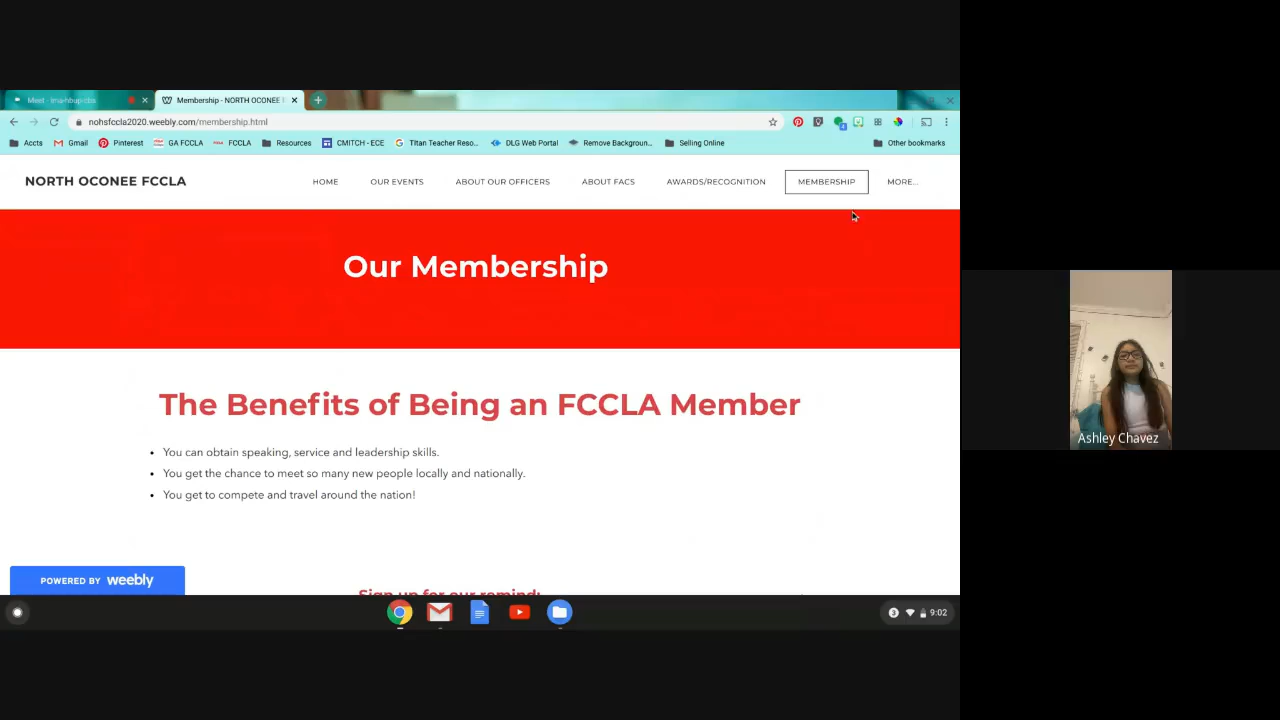 Meet - lma-hbup-cbs
Membership - NORTH OCONEE
nohsfccla2020.weebly.com/membership.html
Accts Gmail Pinterest GA FCCLA FCCLA Resources CMITCH - ECE Titan Teacher Reso... DLG Web Portal Remove Backgroun... Selling Online Other bookmarks
NORTH OCONEE FCCLA HOME OUR EVENTS ABOUT OUR OFFICERS ABOUT FACS AWARDS/RECOGNITION MEMBERSHIP MORE...
Our Membership
The Benefits of Being an FCCLA Member
You can obtain speaking, service and leadership skills.
You get the chance to meet so many new people locally and nationally.
You get to compete and travel around the nation!
POWERED BY weebly
Sign up for our remind:
9:02
Ashley Chavez